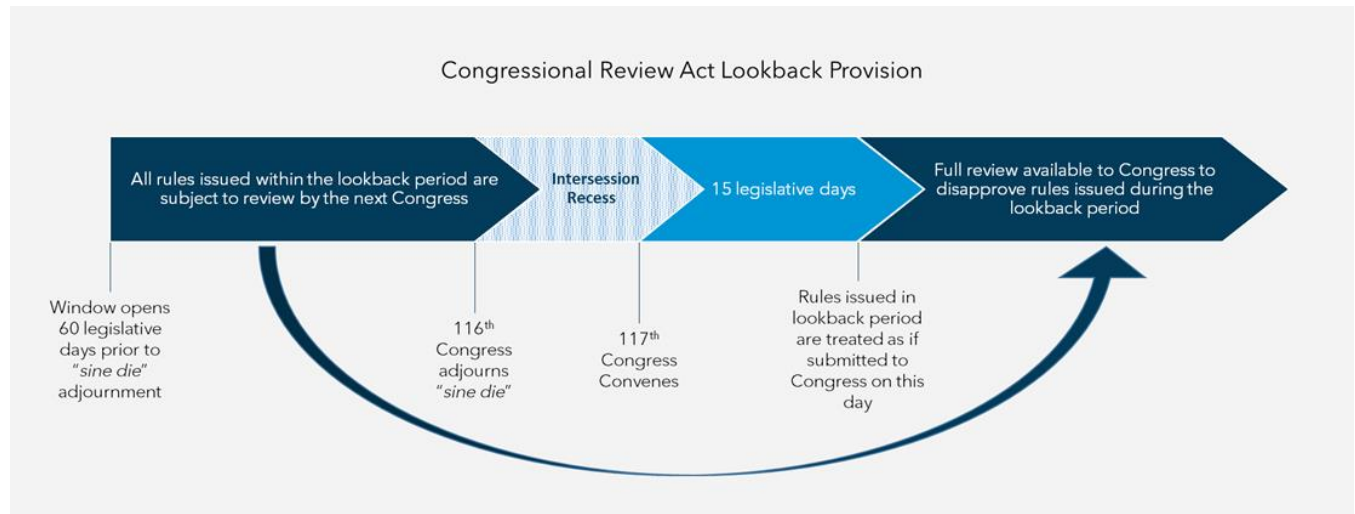 Congressional Review Act Lookback Provision
All rules issued within the lookback period are
subject to review by the next Congress
Intersession
Recess
15 legislative days
Full review available to Congress to
disapprove rules issued during the
lookback period
Window opens
60 legislative
days prior to
"sine die"
adjournment
116th
Congress
adjourns
"sine die"
117th
Congress
Convenes
Rules issued in
lookback period
are treated as if
submitted to
Congress on this
day